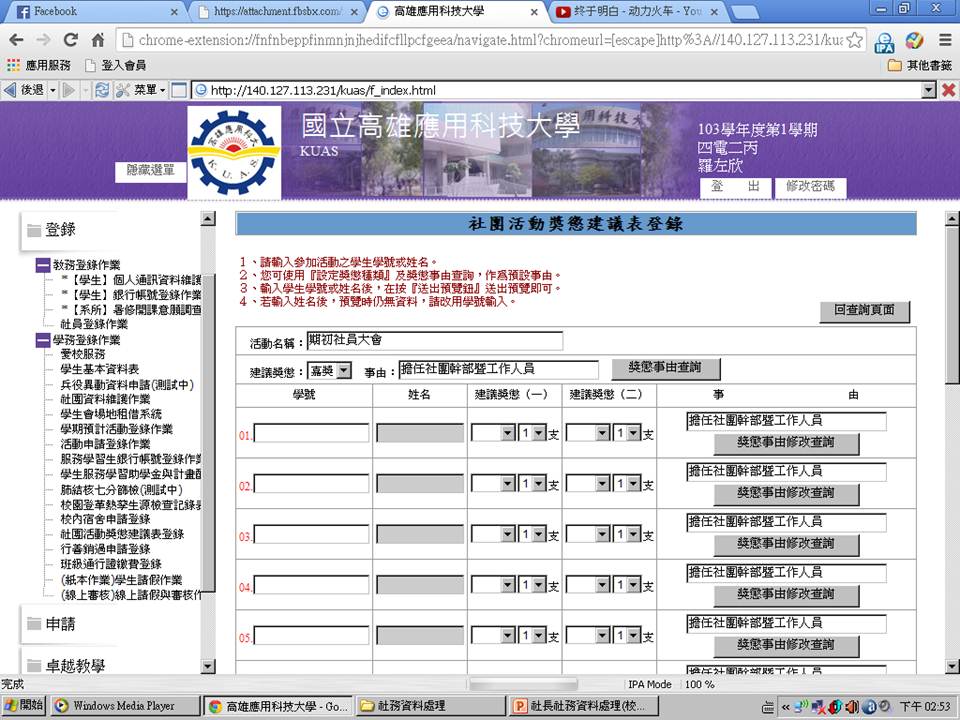 Facebook
https://attachment.fbsbx.com/
高雄應用科技大學
终于明白 - 动力火车 - You
chrome-extension://fnfnbeppfinmnjnjhedifcfllpcfgeea/navigate.html?chromeurl=[escape]http%3A//140.127.113.231/kua
應用服務 登入會員 其他書籤
後退 菜單 http://140.127.113.231/kuas/f_index.html
國立高雄應用科技大學
KUAS
隱藏選單
103學年度第1學期
四電二丙
羅左欣
登 出 修改密碼
登錄
教務登錄作業
*【學生】個人通訊資料維護
*【學生】銀行帳號登錄作業
*【系所】暑修開課意願調查
社員登錄作業
學務登錄作業
愛校服務
學生基本資料表
兵役異動資料申請(測試中)
社團資料維護作業
學生會場地租借系統
學期預計活動登錄作業
活動申請登錄作業
服務學習生銀行帳號登錄作業
學生服務學習助學金與計畫
肺結核七分篩檢(測試中)
校園登革熱孳生源檢查記錄表
校內宿舍申請登錄
社團活動獎懲建議表登錄
行善銷過申請登錄
班級通行證繳費登錄
(紙本作業)學生請假作業
(線上審核)線上請假與審核作
申請
卓越教學
社團活動獎懲建議表登錄
1、請輸入參加活動之學生學號或姓名。
2、您可使用『設定獎懲種類』及獎懲事由查詢，作爲預設事由。
3、輸入學生學號或姓名後，在按『送出預覽鈕』送出預覽即可。
4、若輸入姓名後，預覽時仍無資料，請改用學號輸入。
回查詢頁面
活動名稱：期初社員大會
建議獎懲：嘉獎 事由：擔任社團幹部暨工作人員 獎懲事由查詢
學號 姓名 建議獎懲（一） 建議獎懲（二） 事 由
擔任社團幹部暨工作人員
01. 1 支 1 支
獎懲事由修改查詢
擔任社團幹部暨工作人員
02. 1 支 1 支
獎懲事由修改查詢
擔任社團幹部暨工作人員
03. 1 支 1 支
獎懲事由修改查詢
擔任社團幹部暨工作人員
04. 1 支 1 支
獎懲事由修改查詢
擔任社團幹部暨工作人員
05. 1 支 1 支
獎懲事由修改查詢
擔任社團幹部暨工作人員
完成 IPA Mode 100 %
開始 Windows Media Player 高雄應用科技大學 - Go... 社務資料處理 社長社務資料處理(校... 下午 02:53